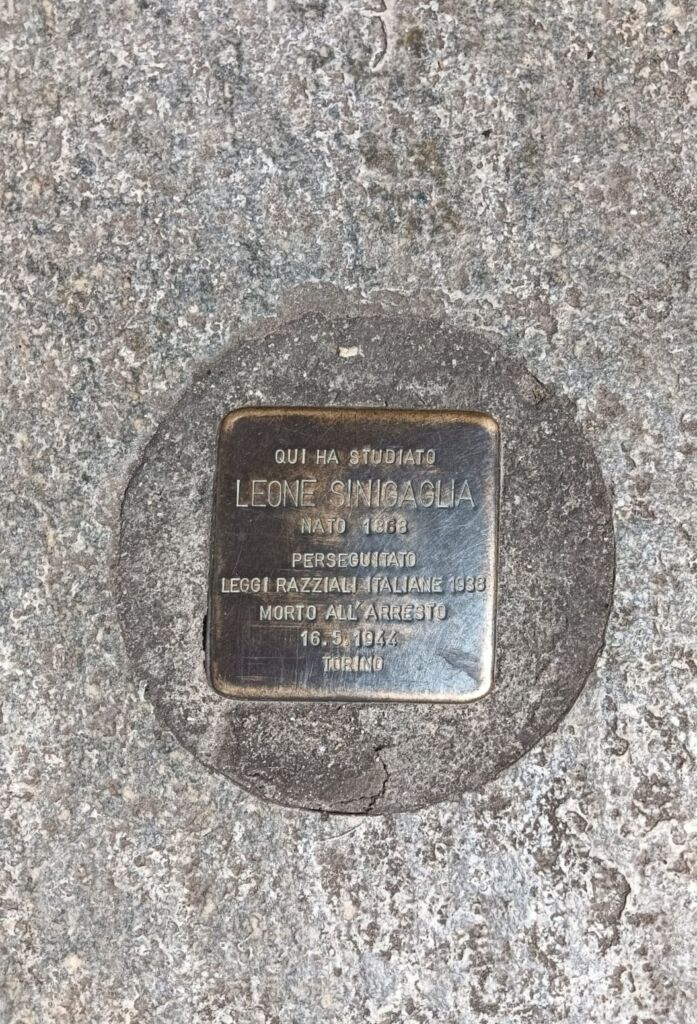 QUI HA STUDIATO
LEONE SINIGAGLIA
NATO 1868
PERSEGUITATO
LEGGI RAZZIALI ITALIANE 1938
MORTO ALL'ARRESTO
16.5.1944
TORINO